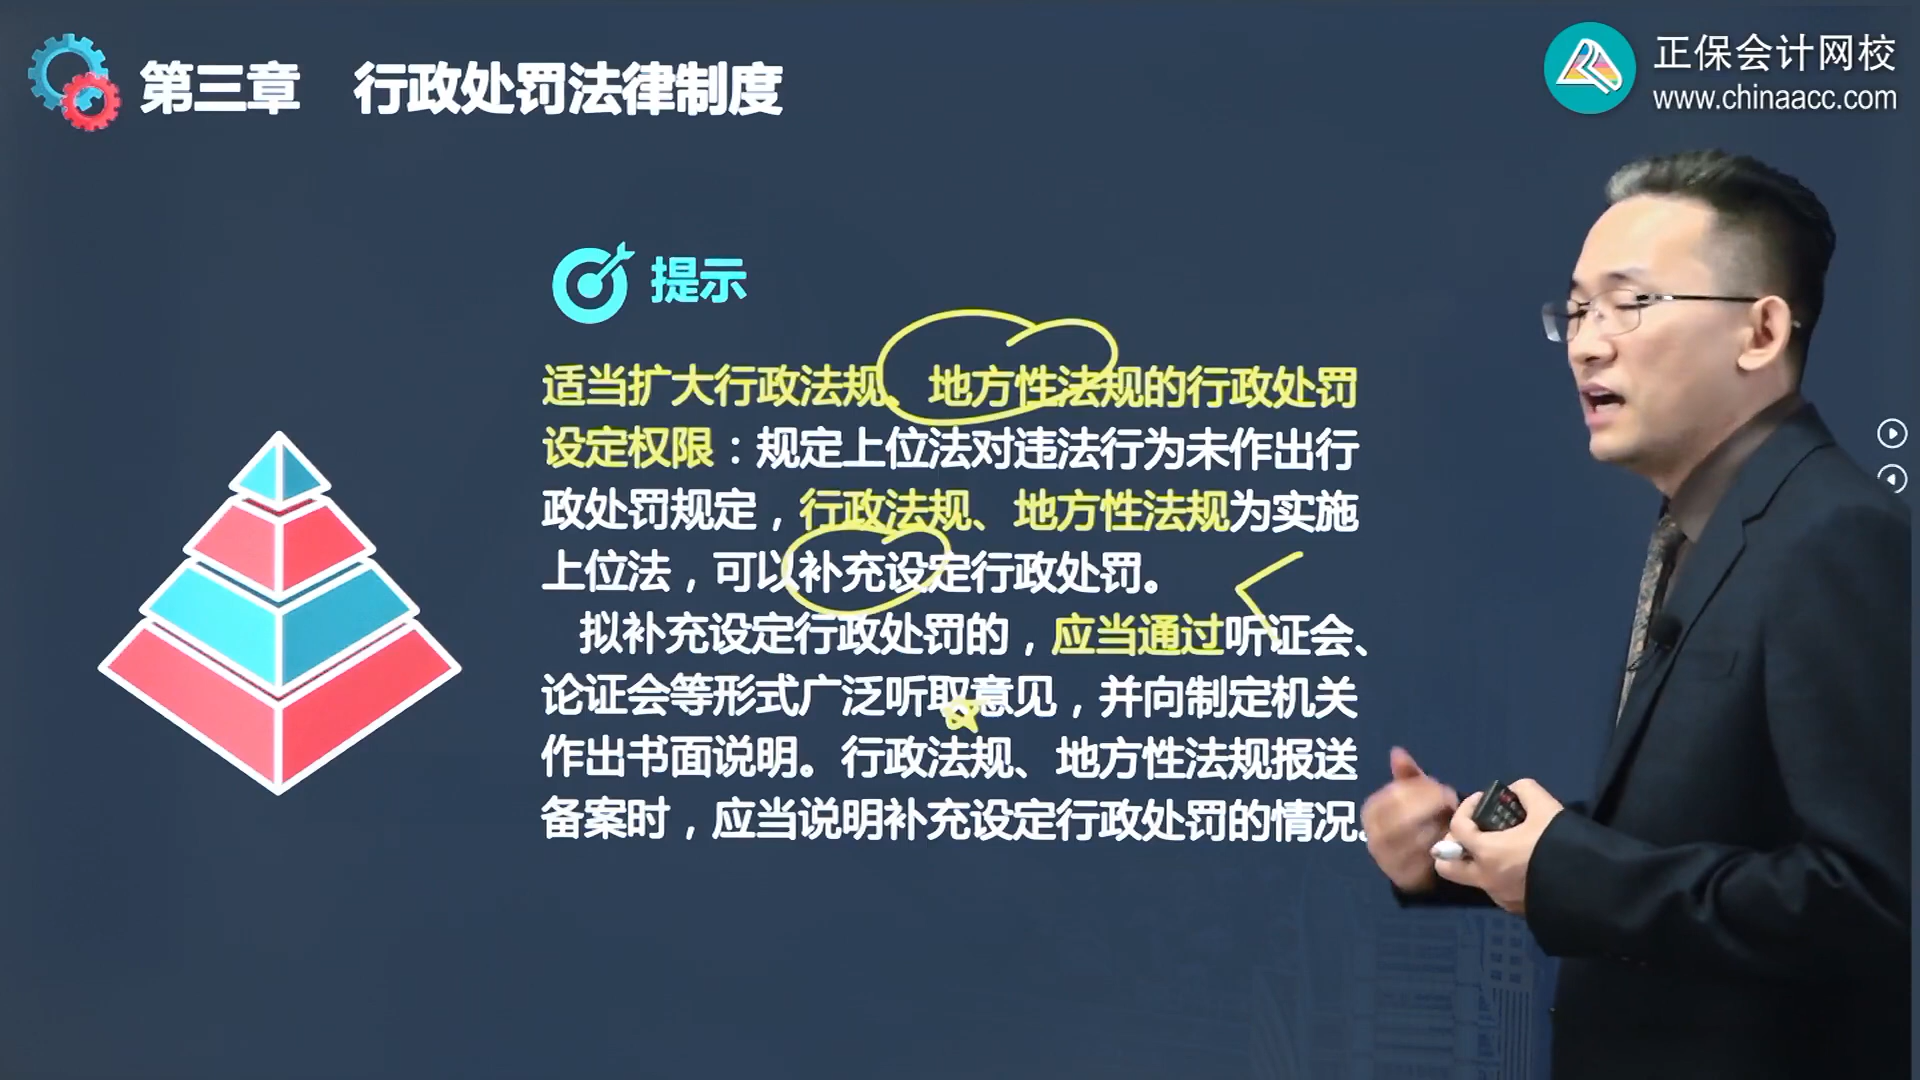 第三章 行政处罚法律制度
正保会计网校
www.chinaacc.com
提示
适当扩大行政法规、地方性法规的行政处罚
设定权限：规定上位法对违法行为未作出行
政处罚规定，行政法规、地方性法规为实施
上位法，可以补充设定行政处罚。
拟补充设定行政处罚的，应当通过听证会、
论证会等形式广泛听取意见，并向制定机关
作出书面说明。行政法规、地方性法规报送
备案时，应当说明补充设定行政处罚的情况。